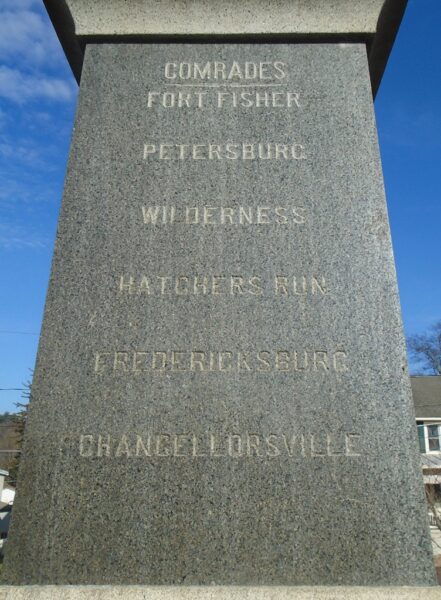 COMRADES
FORT FISHER
PETERSBURG
WILDERNESS
HATCHERS RUN
FREDERICKSBURG
CHANCELLORSVILLE